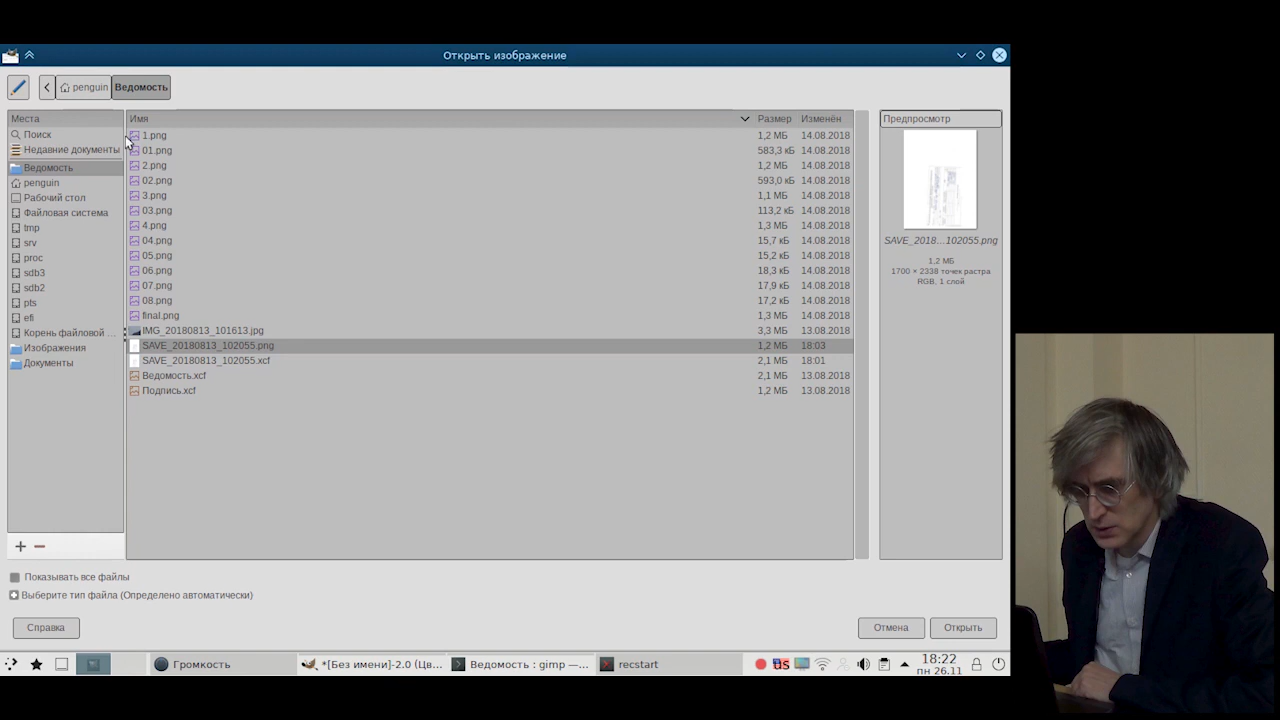 Открыть изображение
penguin
Ведомость
Места
Поиск
Недавние документы
Ведомость
penguin
Рабочий стол
Файловая система
tmp
srv
proc
sdb3
sdb2
pts
efi
Корень файловой ...
Изображения
Документы
Имя Размер Изменён
1.png 1,2 МБ 14.08.2018
01.png 583,3 кБ 14.08.2018
2.png 1,2 МБ 14.08.2018
02.png 593,0 кБ 14.08.2018
3.png 1,1 МБ 14.08.2018
03.png 113,2 кБ 14.08.2018
4.png 1,3 МБ 14.08.2018
04.png 15,7 кБ 14.08.2018
05.png 15,2 кБ 14.08.2018
06.png 18,3 кБ 14.08.2018
07.png 17,9 кБ 14.08.2018
08.png 17,2 кБ 14.08.2018
final.png 1,3 МБ 14.08.2018
IMG_20180813_101613.jpg 3,3 МБ 13.08.2018
SAVE_20180813_102055.png 1,2 МБ 18:03
SAVE_20180813_102055.xcf 2,1 МБ 18:01
Ведомость.xcf 2,1 МБ 13.08.2018
Подпись.xcf 1,2 МБ 13.08.2018
Предпросмотр
SAVE_2018...102055.png
1,2 МБ
1700 × 2338 точек растра
RGB, 1 слой
Показывать все файлы
Выберите тип файла (Определено автоматически)
Справка
Отмена
Открыть
Громкость
*[Без имени]-2.0 (Цв...
Ведомость : gimp —...
recstart
us
18:22
пн 26.11